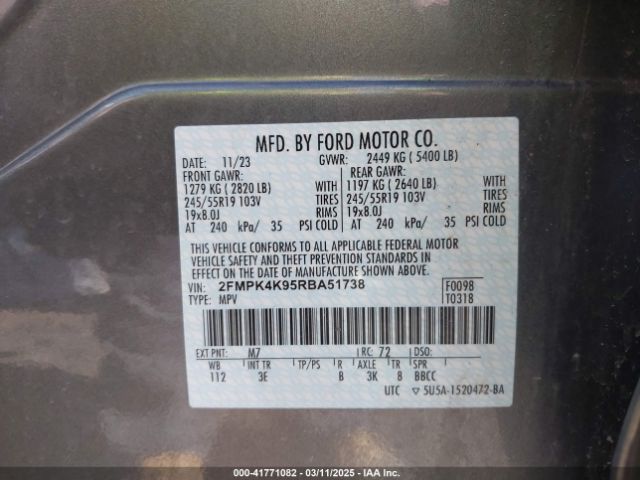 MFD. BY FORD MOTOR CO.
DATE: 11/23 GVWR: 2449 KG ( 5400 LB)
FRONT GAWR: REAR GAWR:
1279 KG ( 2820 LB) WITH 1197 KG ( 2640 LB) WITH
245/55R19 103V TIRES 245/55R19 103V TIRES
19x8.0J RIMS 19x8.0J RIMS
AT 240 kPa/ 35 PSI COLD AT 240 kPa/ 35 PSI COLD
THIS VEHICLE CONFORMS TO ALL APPLICABLE FEDERAL MOTOR
VEHICLE SAFETY AND THEFT PREVENTION STANDARDS IN
EFFECT ON THE DATE OF MANUFACTURE SHOWN ABOVE.
VIN: 2FMPK4K95RBA51738 F0098
TYPE: MPV T0318
EXT PNT: M7 RC: 72 DSO:
WB INT TR TP/PS R AXLE TR SPR
112 3E B 3K 8 BBCC
UTC ▽ 5U5A-1520472-BA
000-41771082 / 03/11/2025 / IAA Inc.